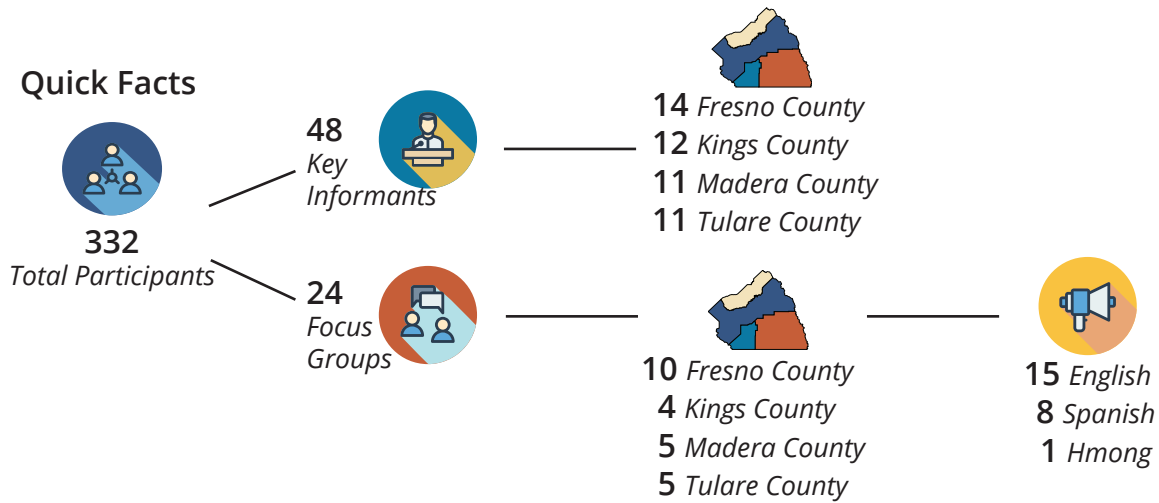 Quick Facts
332
Total Participants
48
Key
Informants
14 Fresno County
12 Kings County
11 Madera County
11 Tulare County
24
Focus
Groups
10 Fresno County
4 Kings County
5 Madera County
5 Tulare County
15 English
8 Spanish
1 Hmong